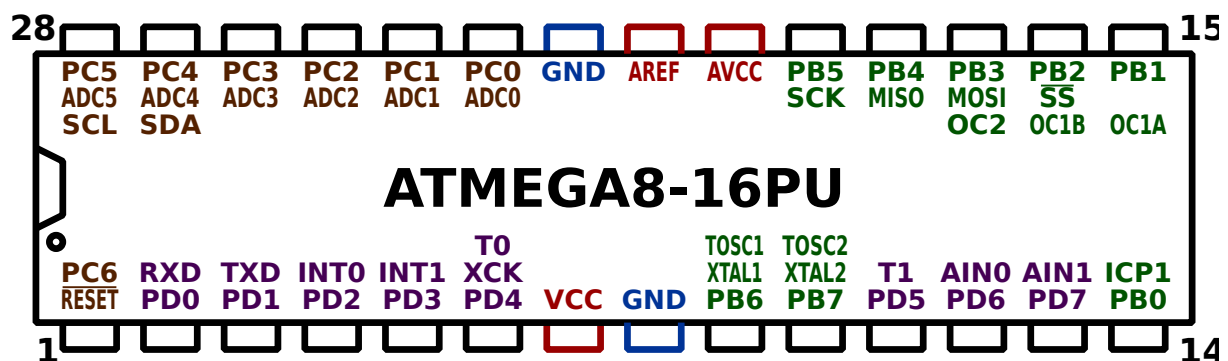 28 15
PC5 PC4 PC3 PC2 PC1 PC0 GND AREF AVCC PB5 PB4 PB3 PB2 PB1
ADC5 ADC4 ADC3 ADC2 ADC1 ADC0 SCK MISO MOSI SS
SCL SDA OC2 OC1B OC1A
ATMEGA8-16PU
T0 TOSC1 TOSC2
PC6 RXD TXD INT0 INT1 XCK XTAL1 XTAL2 T1 AIN0 AIN1 ICP1
RESET PD0 PD1 PD2 PD3 PD4 VCC GND PB6 PB7 PD5 PD6 PD7 PB0
1 14